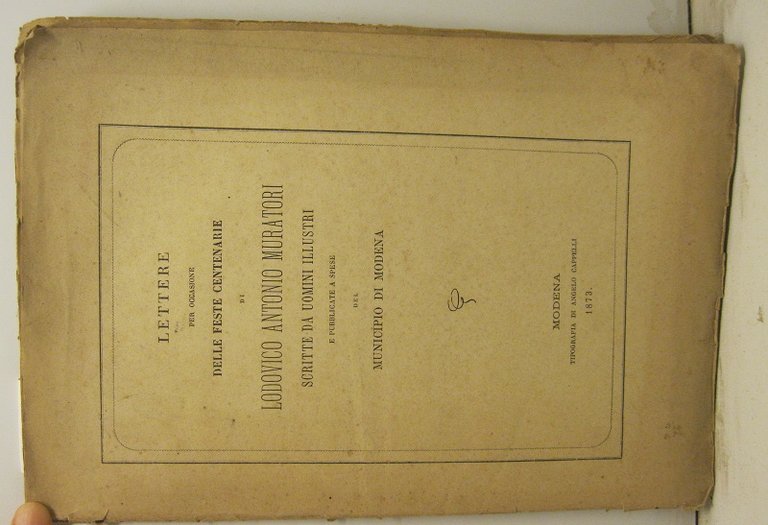 LETTERE
PER OCCASIONE
DELLE FESTE CENTENARIE
DI
LODOVICO ANTONIO MURATORI
SCRITTE DA UOMINI ILLUSTRI
E PUBBLICATE A SPESE
DEL
MUNICIPIO DI MODENA
MODENA
TIPOGRAFIA DI ANGELO CAPPELLI
1873.